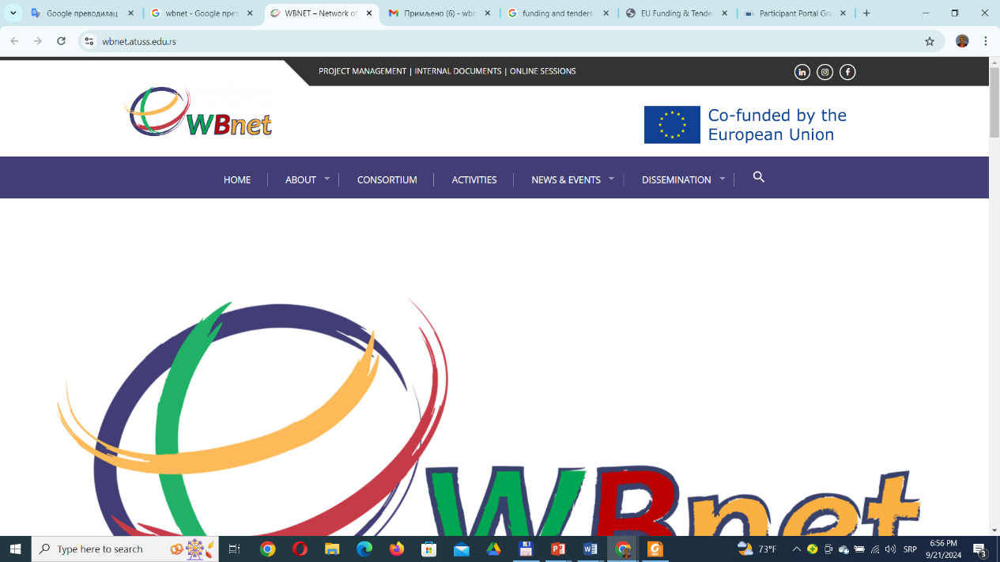 Google преводилац
wbnet - Google прет
WBNET – Network of
Примљено (6) - wbn
funding and tenders
EU Funding & Tende
Participant Portal Gra
wbnet.atuss.edu.rs
PROJECT MANAGEMENT | INTERNAL DOCUMENTS | ONLINE SESSIONS
WBnet
Co-funded by the
European Union
HOME
ABOUT
CONSORTIUM
ACTIVITIES
NEWS & EVENTS
DISSEMINATION
WBnet
Type here to search
73°F
SRP
6:56 PM
9/21/2024
3